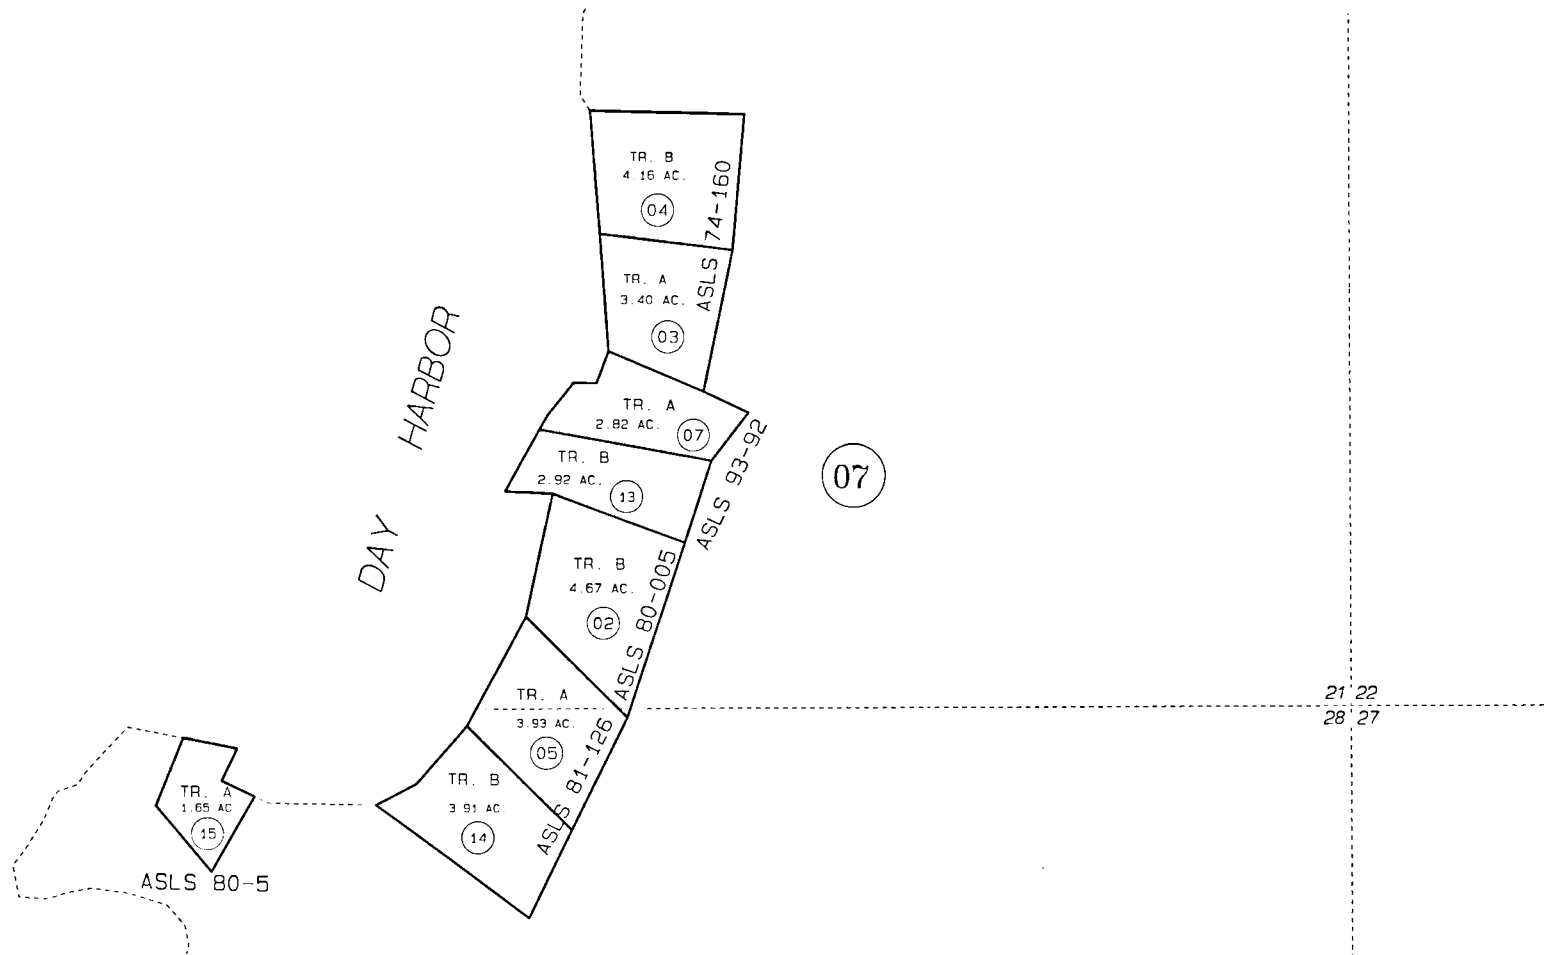 TR. B
4.16 AC.
04
ASLS 74-160
TR. A
3.40 AC.
03
DAY HARBOR
TR. A
2.82 AC.
07
ASLS 93-92
TR. B
2.92 AC.
13
07
TR. B
4.67 AC.
02
ASLS 80-005
TR. A
3.93 AC.
05
ASLS 81-126
21 22
28 27
TR. B
3.91 AC.
14
TR. A
1.65 AC
15
ASLS 80-5